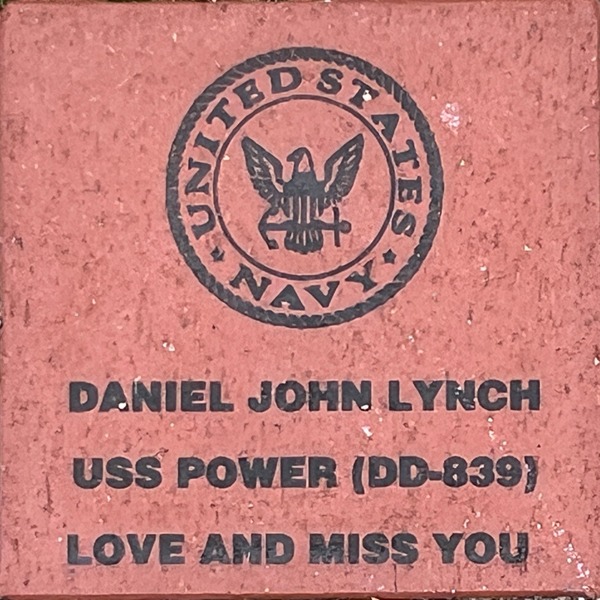 UNITED STATES
NAVY
DANIEL JOHN LYNCH
USS POWER (DD-839)
LOVE AND MISS YOU